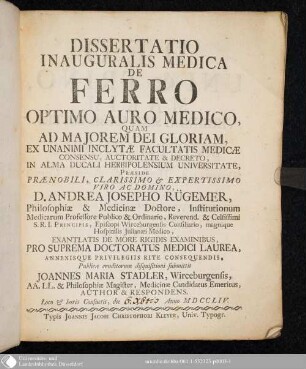 DISSERTATIO
INAUGURALIS MEDICA
DE
FERRO
OPTIMO AURO MEDICO,
QUAM
AD MAJOREM DEI GLORIAM,
EX UNANIMI INCLYTÆ FACULTATIS MEDICÆ
CONSENSU, AUCTORITATE & DECRETO,
IN ALMA DUCALI HERBIPOLENSIUM UNIVERSITATE,
PRÆSIDE
PRÆNOBILI, CLARISSIMO & EXPERTISSIMO
VIRO AC DOMINO
D. ANDREA JOSEPHO RÜGEMER,
Philosophiæ & Medicinæ Doctore, Institutionum
Medicarum Professore Publico & Ordinario, Reverend. & Celsissimi
S. R. I. PRINCIPIS, Episcopi Wirceburgensis Consiliario, magnique
Hospitalis Juliani Medico,
EXANTLATIS DE MORE RIGIDIS EXAMINIBUS,
PRO SUPREMA DOCTORATUS MEDICI LAUREA,
ANNEXISQUE PRIVILEGIIS RITE CONSEQUENDIS,
Publicæ eruditorum disquisitioni submittit
JOANNES MARIA STADLER, Wirceburgensis,
AA. LL. & Philosophiæ Magister, Medicinæ Candidatus Emeritus,
AUTHOR & RESPONDENS.
Loco & horis Consuetis, die Anno MDCCLIV.
Typis JOANNIS JACOBI CHRISTOPHORI KLEYER, Univ. Typogr.